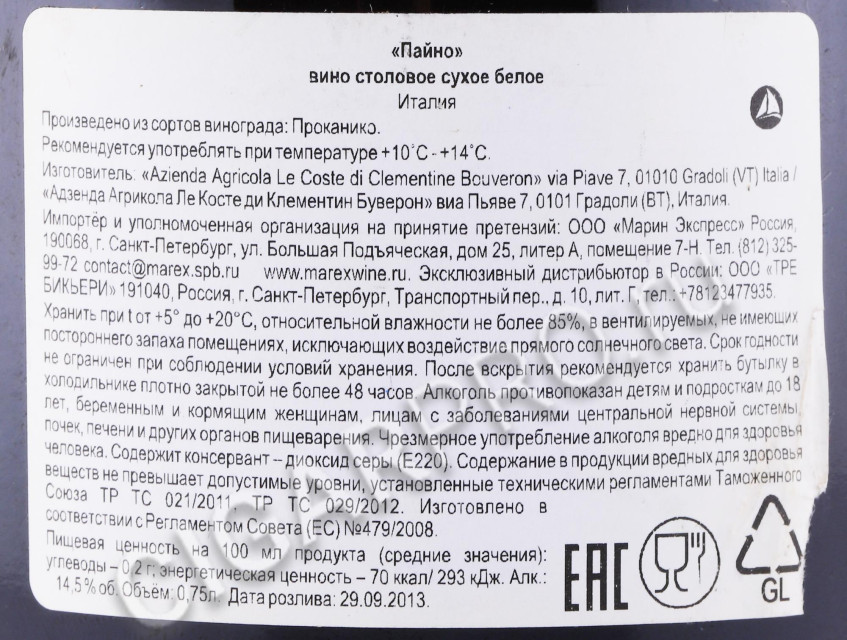 «Пайно»
вино столовое сухое белое
Италия
Произведено из сортов винограда: Проканико.
Рекомендуется употреблять при температуре +10°C - +14°C.
Изготовитель: «Azienda Agricola Le Coste di Clementine Bouveron» via Piave 7, 01010 Gradoli (VT) Italia /
«Адзенда Агрикола Ле Косте ди Клементин Буверон» виа Пьяве 7, 0101 Градоли (ВТ), Италия.
Импортёр и уполномоченная организация на принятие претензий: ООО «Марин Экспресс» Россия,
190068, г. Санкт-Петербург, ул. Большая Подъяческая, дом 25, литер А, помещение 7-Н. Тел. (812) 325-
99-72 contact@marex.spb.ru www.marexwine.ru. Эксклюзивный дистрибьютор в России: ООО «ТРЕ
БИКЬЕРИ» 191040, Россия, г. Санкт-Петербург, Транспортный пер., д. 10, лит. Г, тел.: +78123477935.
Хранить при t от +5° до +20°C, относительной влажности не более 85%, в вентилируемых, не имеющих
постороннего запаха помещениях, исключающих воздействие прямого солнечного света. Срок годности
не ограничен при соблюдении условий хранения. После вскрытия рекомендуется хранить бутылку в
холодильнике плотно закрытой не более 48 часов. Алкоголь противопоказан детям и подросткам до 18
лет, беременным и кормящим женщинам, лицам с заболеваниями центральной нервной системы,
почек, печени и других органов пищеварения. Чрезмерное употребление алкоголя вредно для здоровья
человека. Содержит консервант – диоксид серы (E220). Содержание в продукции вредных для здоровья
веществ не превышает допустимые уровни, установленные техническими регламентами Таможенного
Союза ТР ТС 021/2011, ТР ТС 029/2012. Изготовлено в
соответствии с Регламентом Совета (ЕС) №479/2008.
Пищевая ценность на 100 мл продукта (средние значения):
углеводы – 0,2 г; энергетическая ценность – 70 ккал/ 293 кДж. Алк.:
14,5% об. Объём: 0,75л. Дата розлива: 29.09.2013.
EAC
GL
CIGARPRO.ru